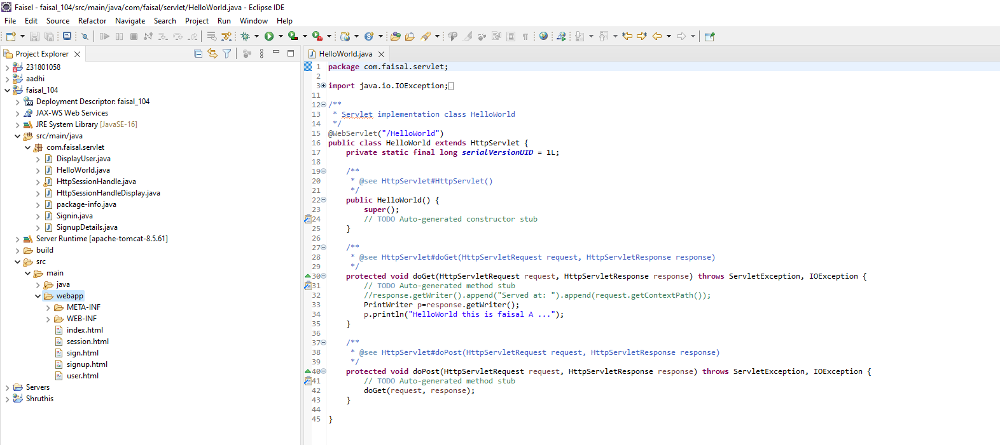 Faisel - faisal_104/src/main/java/com/faisal/servlet/HelloWorld.java - Eclipse IDE
File Edit Source Refactor Navigate Search Project Run Window Help
Project Explorer
231801058
aadhi
faisal_104
Deployment Descriptor: faisal_104
JAX-WS Web Services
JRE System Library [JavaSE-16]
src/main/java
com.faisal.servlet
DisplayUser.java
HelloWorld.java
HttpSessionHandle.java
HttpSessionHandleDisplay.java
package-info.java
Signin.java
SignupDetails.java
Server Runtime [apache-tomcat-8.5.61]
build
src
main
java
webapp
META-INF
WEB-INF
index.html
session.html
sign.html
signup.html
user.html
Servers
Shruthis
HelloWorld.java
1 package com.faisal.servlet;
2
3 import java.io.IOException;
11
12 /**
13 * Servlet implementation class HelloWorld
14 */
15 @WebServlet("/HelloWorld")
16 public class HelloWorld extends HttpServlet {
17 private static final long serialVersionUID = 1L;
18
19 /**
20 * @see HttpServlet#HttpServlet()
21 */
22 public HelloWorld() {
23 super();
24 // TODO Auto-generated constructor stub
25 }
26
27 /**
28 * @see HttpServlet#doGet(HttpServletRequest request, HttpServletResponse response)
29 */
30 protected void doGet(HttpServletRequest request, HttpServletResponse response) throws ServletException, IOException {
31 // TODO Auto-generated method stub
32 //response.getWriter().append("Served at: ").append(request.getContextPath());
33 PrintWriter p=response.getWriter();
34 p.println("HelloWorld this is faisal A ...");
35 }
36
37 /**
38 * @see HttpServlet#doPost(HttpServletRequest request, HttpServletResponse response)
39 */
40 protected void doPost(HttpServletRequest request, HttpServletResponse response) throws ServletException, IOException {
41 // TODO Auto-generated method stub
42 doGet(request, response);
43 }
44
45 }